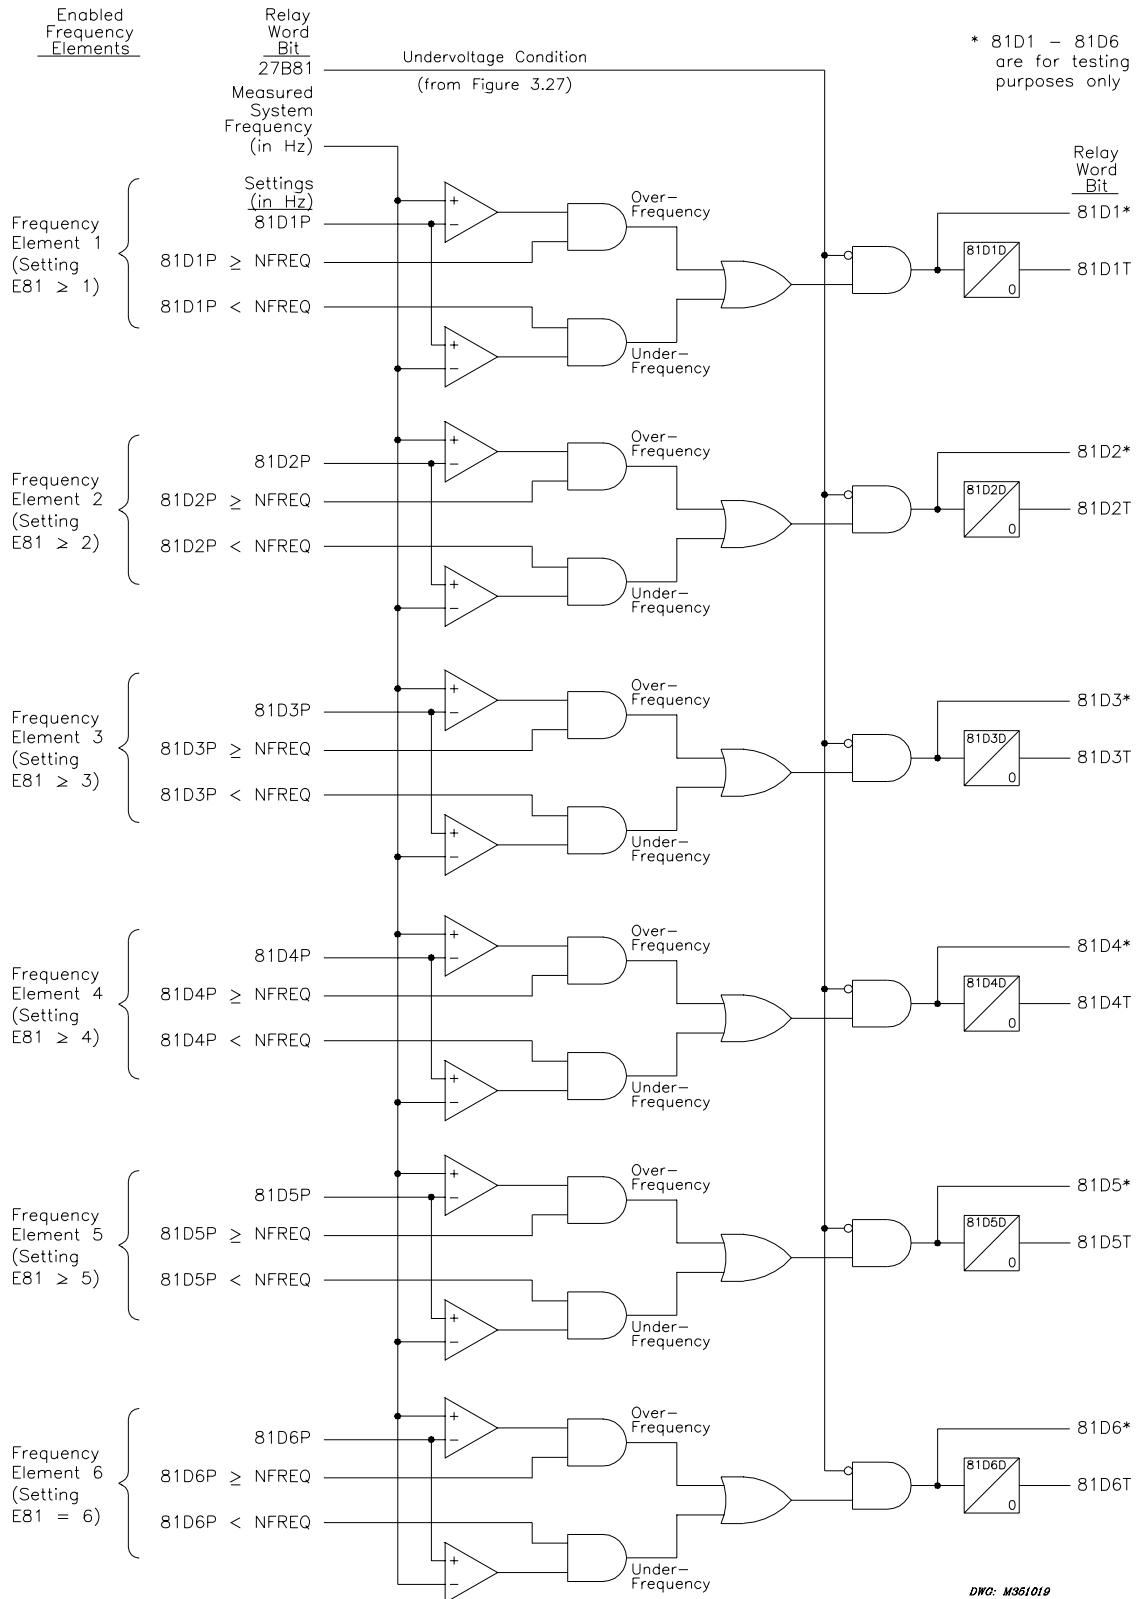 Enabled
Frequency
Elements
Relay
Word
Bit
27B81
Undervoltage Condition
(from Figure 3.27)
* 81D1 – 81D6
are for testing
purposes only
Measured
System
Frequency
(in Hz)
Settings
(in Hz)
Relay
Word
Bit
Frequency
Element 1
(Setting
E81 ≥ 1)
81D1P
81D1P ≥ NFREQ
81D1P < NFREQ
+
−
+
−
Over–
Frequency
Under–
Frequency
81D1D
0
81D1*
81D1T
Frequency
Element 2
(Setting
E81 ≥ 2)
81D2P
81D2P ≥ NFREQ
81D2P < NFREQ
+
−
+
−
Over–
Frequency
Under–
Frequency
81D2D
0
81D2*
81D2T
Frequency
Element 3
(Setting
E81 ≥ 3)
81D3P
81D3P ≥ NFREQ
81D3P < NFREQ
+
−
+
−
Over–
Frequency
Under–
Frequency
81D3D
0
81D3*
81D3T
Frequency
Element 4
(Setting
E81 ≥ 4)
81D4P
81D4P ≥ NFREQ
81D4P < NFREQ
+
−
+
−
Over–
Frequency
Under–
Frequency
81D4D
0
81D4*
81D4T
Frequency
Element 5
(Setting
E81 ≥ 5)
81D5P
81D5P ≥ NFREQ
81D5P < NFREQ
+
−
+
−
Over–
Frequency
Under–
Frequency
81D5D
0
81D5*
81D5T
Frequency
Element 6
(Setting
E81 = 6)
81D6P
81D6P ≥ NFREQ
81D6P < NFREQ
+
−
+
−
Over–
Frequency
Under–
Frequency
81D6D
0
81D6*
81D6T
DWG: M351019